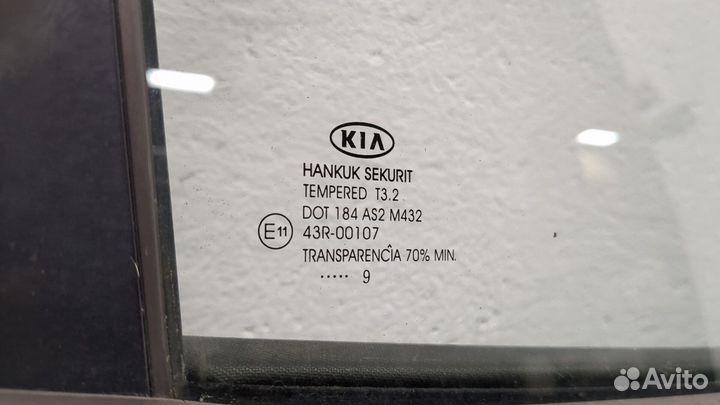 KIA
HANKUK SEKURIT
TEMPERED T3.2
DOT 184 AS2 M432
E11 43R-00107
TRANSPARENCÎA 70% MIN.
..... 9
Avito